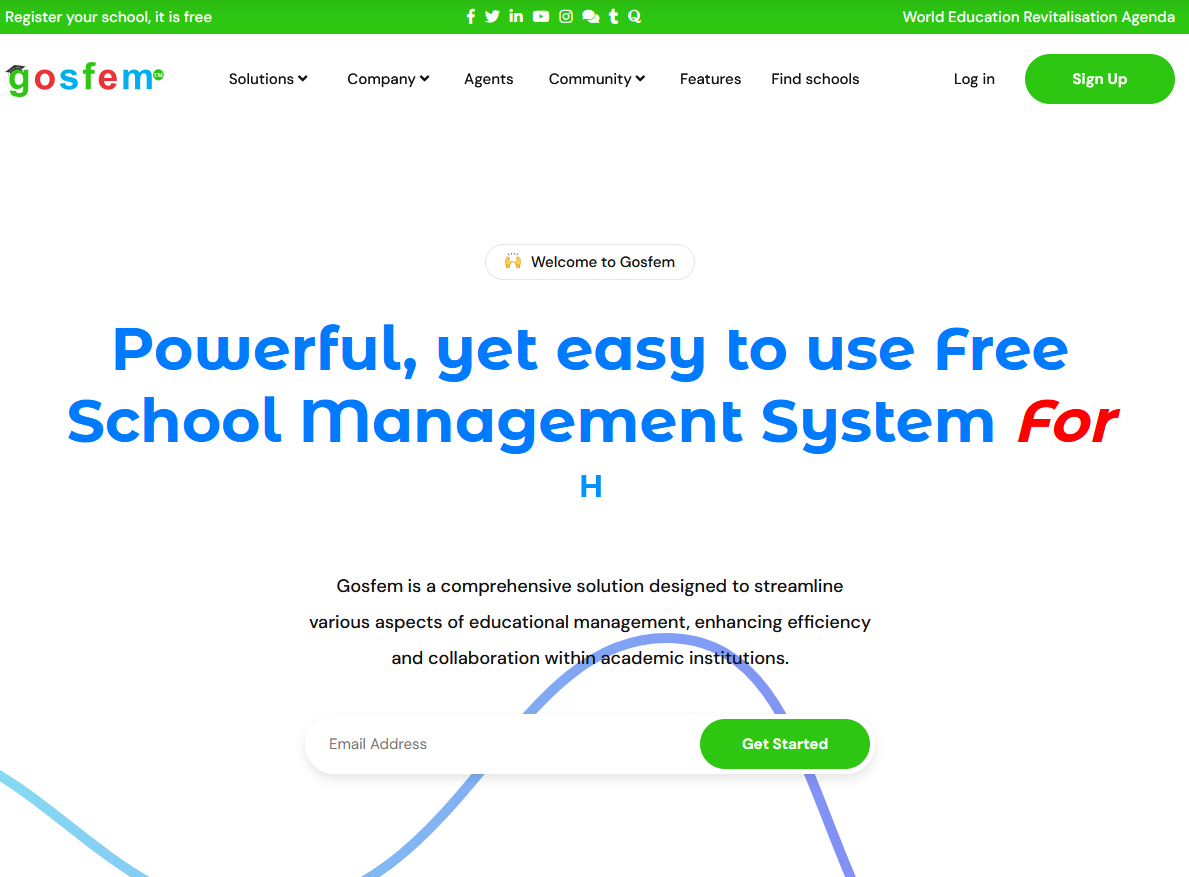 Register your school, it is free
World Education Revitalisation Agenda
gosfem™
Solutions Company Agents Community Features Find schools Log in Sign Up
Welcome to Gosfem
Powerful, yet easy to use Free
School Management System For
H
Gosfem is a comprehensive solution designed to streamline
various aspects of educational management, enhancing efficiency
and collaboration within academic institutions.
Email Address Get Started